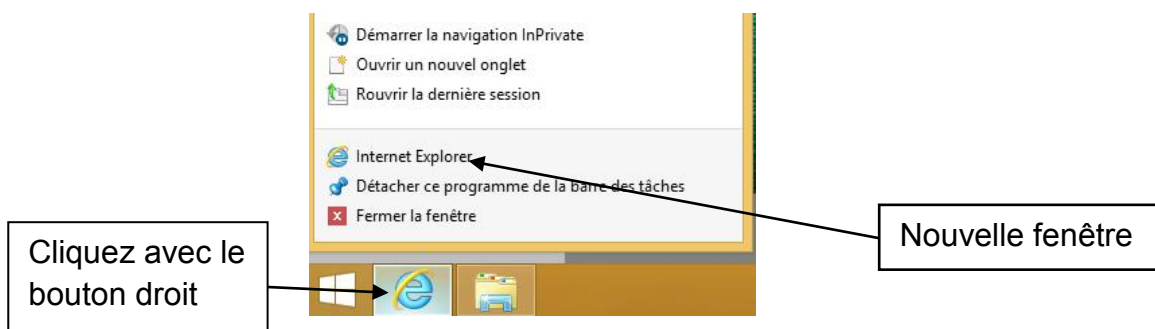 Démarrer la navigation InPrivate
Ouvrir un nouvel onglet
Rouvrir la dernière session
Internet Explorer
Détacher ce programme de la barre des tâches
Fermer la fenêtre
Nouvelle fenêtre
Cliquez avec le
bouton droit